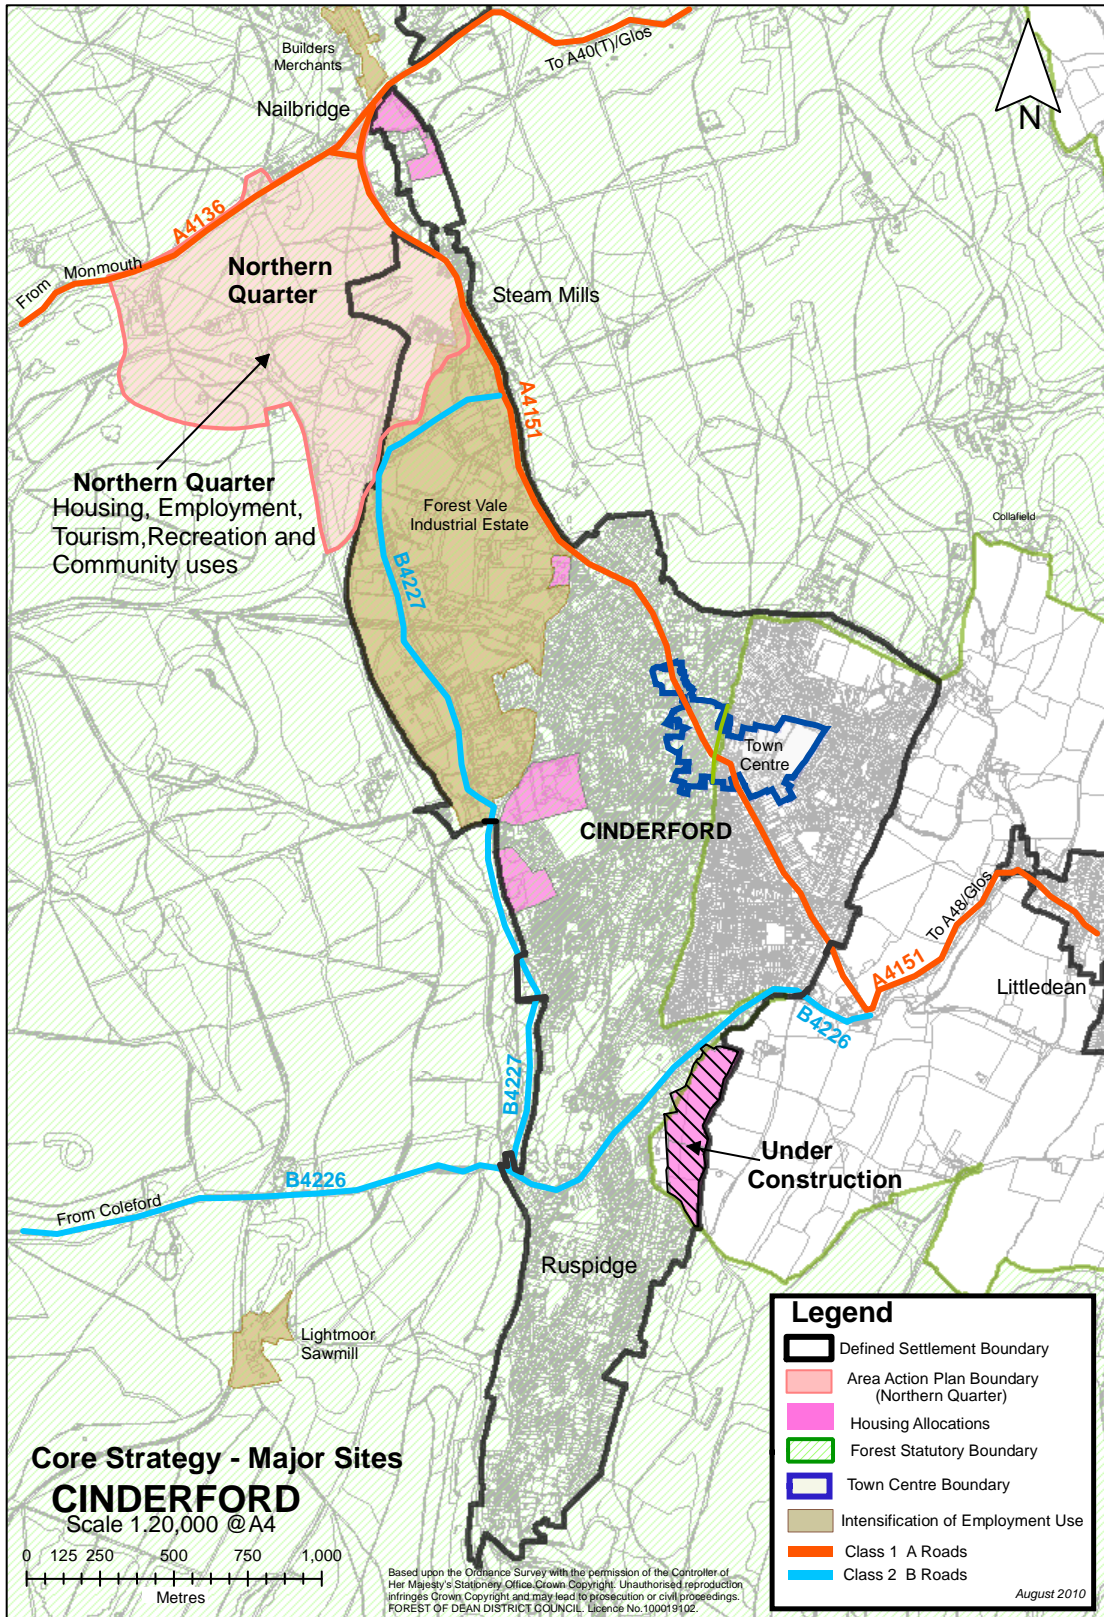 Builders
Merchants
To A40(T)/Glos
Nailbridge
N
A4136
From Monmouth
Northern
Quarter
Steam Mills
A4151
Northern Quarter
Housing, Employment,
Tourism,Recreation and
Community uses
Forest Vale
Industrial Estate
Collafield
B4227
Town
Centre
CINDERFORD
To A48/Glos
A4151
Littledean
B4226
B4227
Under
Construction
B4226
From Coleford
Ruspidge
Lightmoor
Sawmill
Legend
Defined Settlement Boundary
Area Action Plan Boundary
(Northern Quarter)
Housing Allocations
Forest Statutory Boundary
Town Centre Boundary
Intensification of Employment Use
Class 1 A Roads
Class 2 B Roads
August 2010
Core Strategy - Major Sites
CINDERFORD
Scale 1.20,000 @A4
0 125 250 500 750 1,000
Metres
Based upon the Ordnance Survey with the permission of the Controller of
Her Majesty's Stationery Office.Crown Copyright. Unauthorised reproduction
infringes Crown Copyright and may lead to prosecution or civil proceedings.
FOREST OF DEAN DISTRICT COUNCIL. Licence No.100019102.